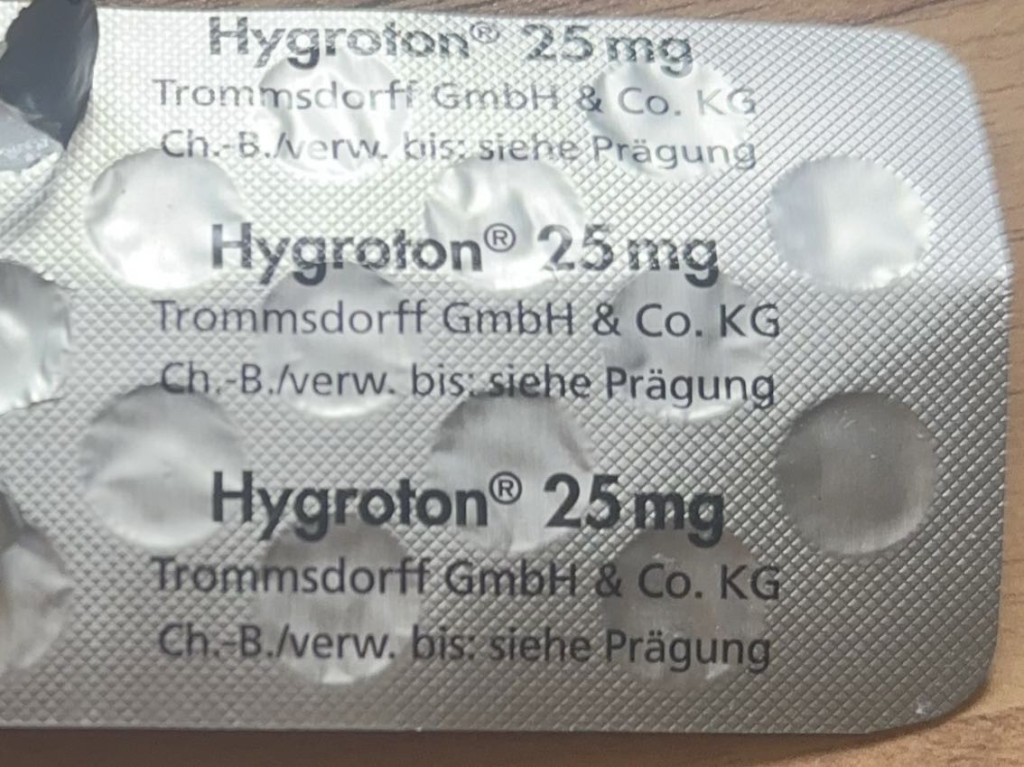 Hygroton® 25 mg
Trommsdorff GmbH & Co. KG
Ch.-B./verw. bis: siehe Prägung
Hygroton® 25 mg
Trommsdorff GmbH & Co. KG
Ch.-B./verw. bis: siehe Prägung
Hygroton® 25 mg
Trommsdorff GmbH & Co. KG
Ch.-B./verw. bis: siehe Prägung